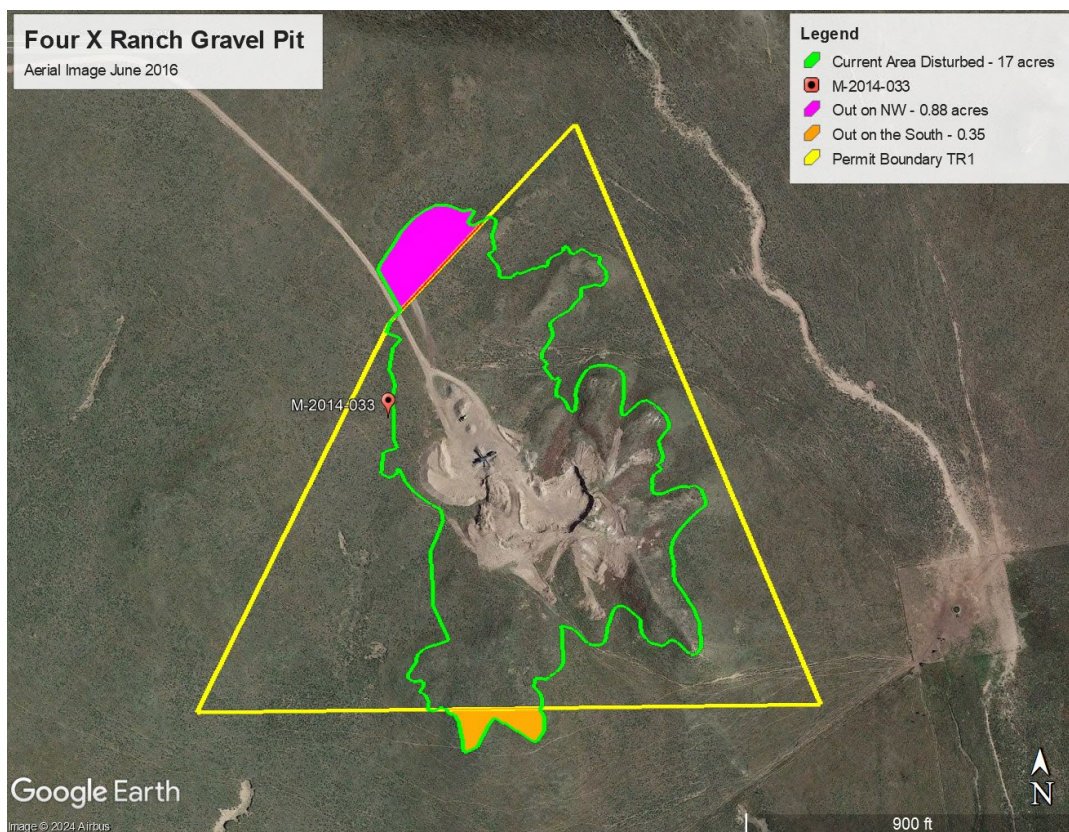 Four X Ranch Gravel Pit
Aerial Image June 2016
Legend
Current Area Disturbed - 17 acres
M-2014-033
Out on NW - 0.88 acres
Out on the South - 0.35
Permit Boundary TR1
M-2014-033
Google Earth
Image © 2024 Airbus
N
900 ft